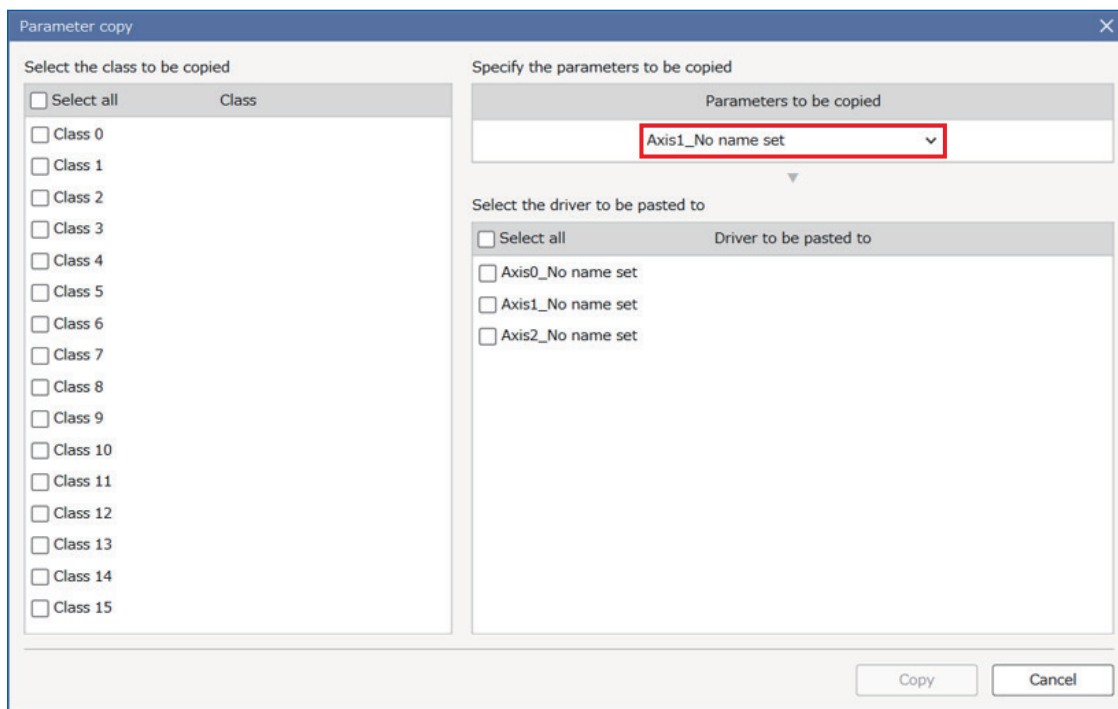 Parameter copy
Select the class to be copied
Select all Class
Class 0
Class 1
Class 2
Class 3
Class 4
Class 5
Class 6
Class 7
Class 8
Class 9
Class 10
Class 11
Class 12
Class 13
Class 14
Class 15
Specify the parameters to be copied
Parameters to be copied
Axis1_No name set
Select the driver to be pasted to
Select all Driver to be pasted to
Axis0_No name set
Axis1_No name set
Axis2_No name set
Copy Cancel